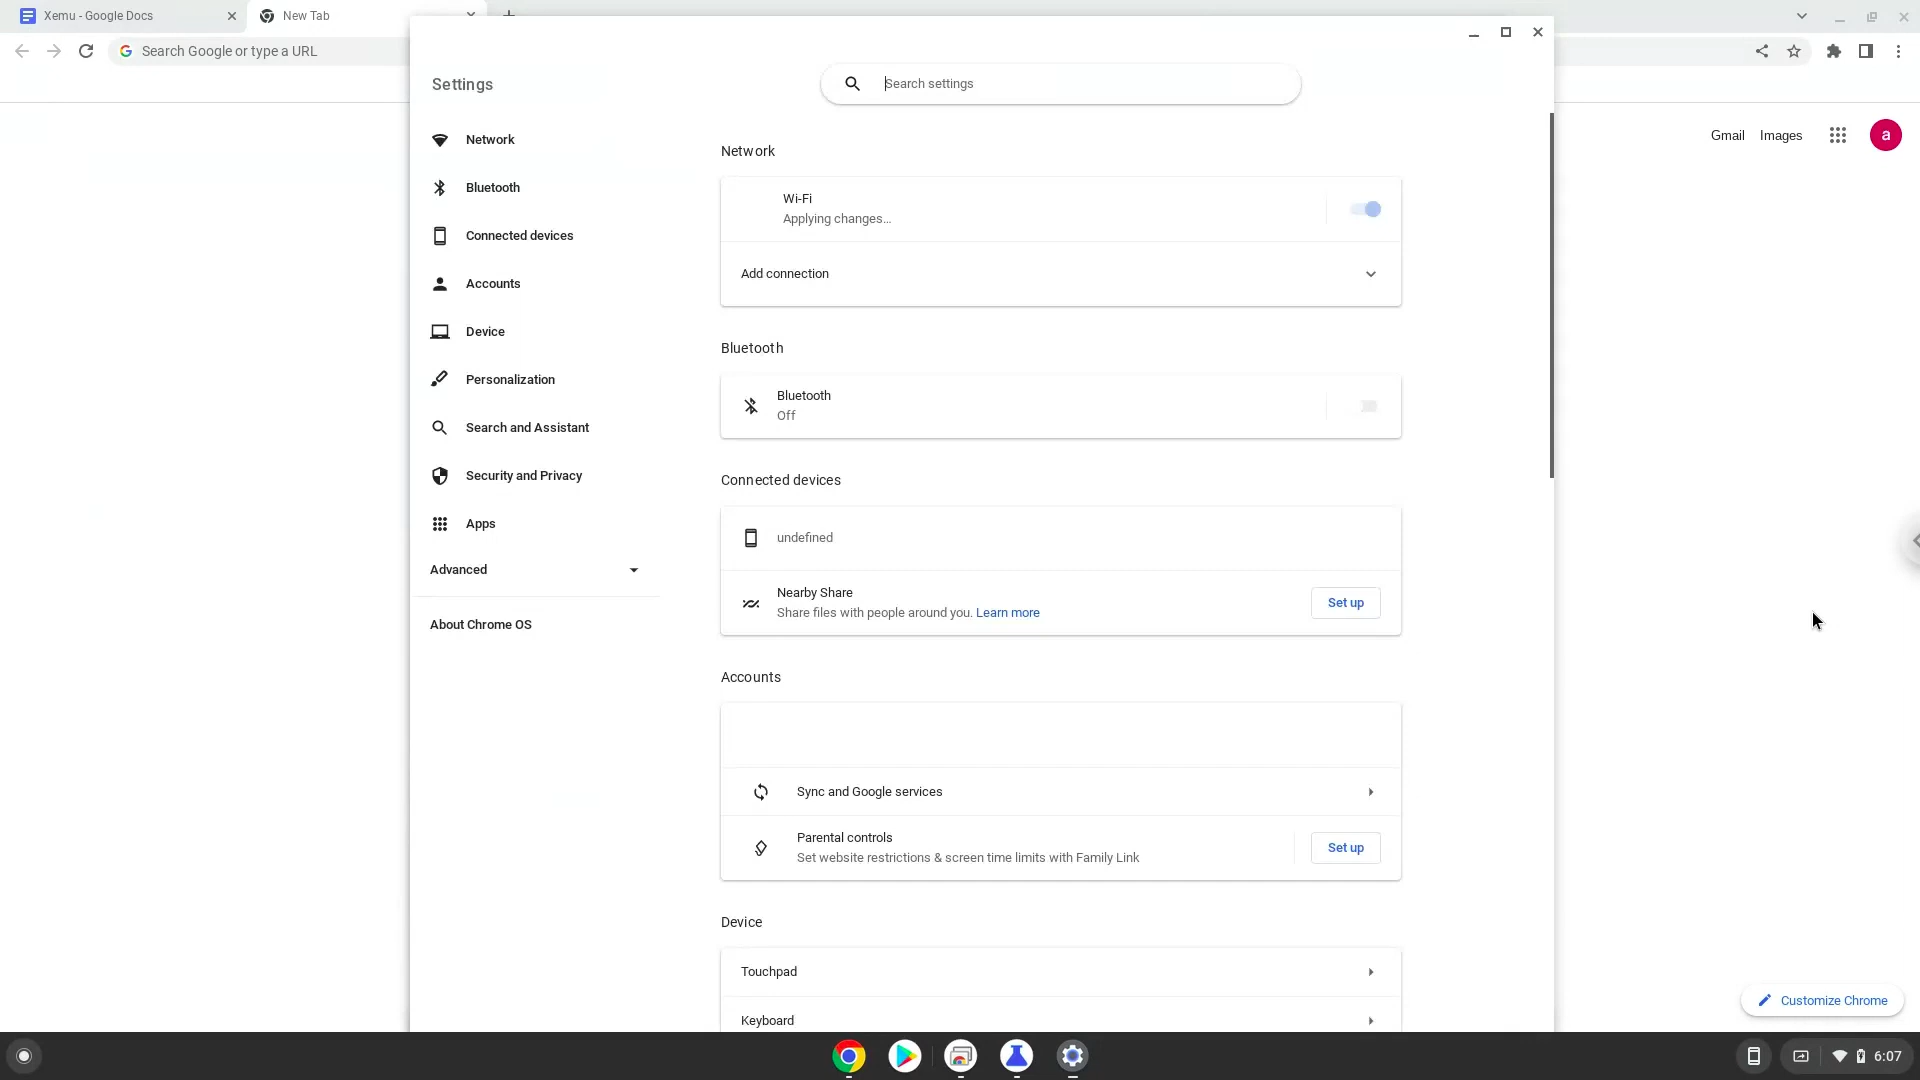 Xemu - Google Docs
New Tab
Search Google or type a URL
Gmail
Images
a
Settings
Search settings
Network
Bluetooth
Connected devices
Accounts
Device
Personalization
Search and Assistant
Security and Privacy
Apps
Advanced
About Chrome OS
Network
Wi-Fi
Applying changes…
Add connection
Bluetooth
Bluetooth
Off
Connected devices
undefined
Nearby Share
Share files with people around you. Learn more
Set up
Accounts
Sync and Google services
Parental controls
Set website restrictions & screen time limits with Family Link
Set up
Device
Touchpad
Keyboard
Customize Chrome
6:07